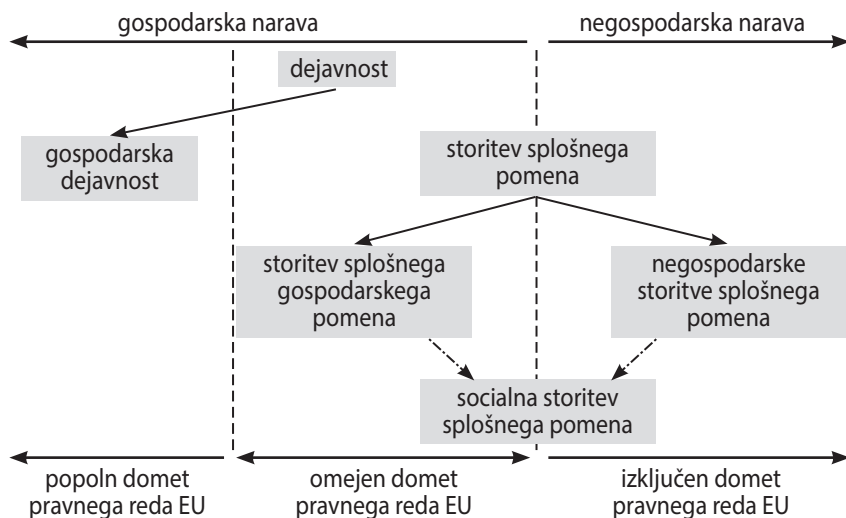 gospodarska narava
negospodarska narava
dejavnost
gospodarska
dejavnost
storitev splošnega
pomena
storitev splošnega
gospodarskega
pomena
negospodarske
storitve splošnega
pomena
socialna storitev
splošnega pomena
popoln domet
pravnega reda EU
omejen domet
pravnega reda EU
izključen domet
pravnega reda EU